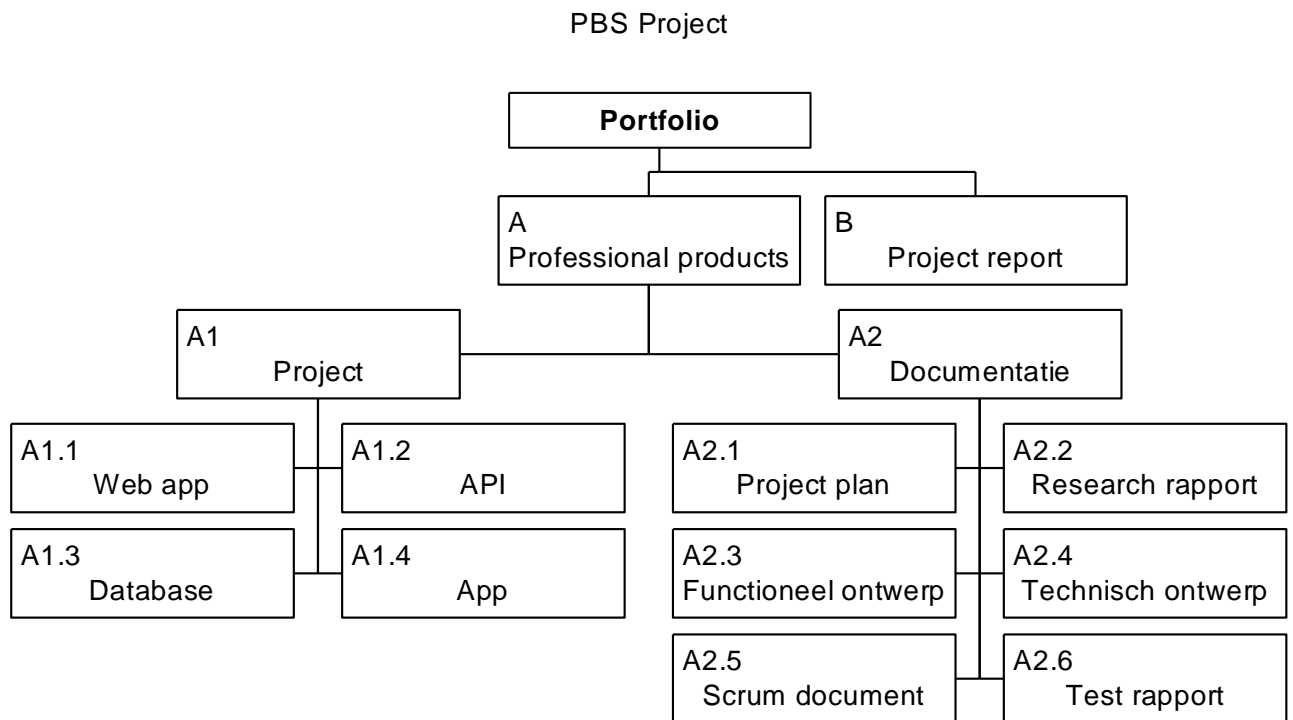 PBS Project
Portfolio
A
Professional products
B
Project report
A1
Project
A2
Documentatie
A1.1
Web app
A1.2
API
A2.1
Project plan
A2.2
Research rapport
A1.3
Database
A1.4
App
A2.3
Functioneel ontwerp
A2.4
Technisch ontwerp
A2.5
Scrum document
A2.6
Test rapport